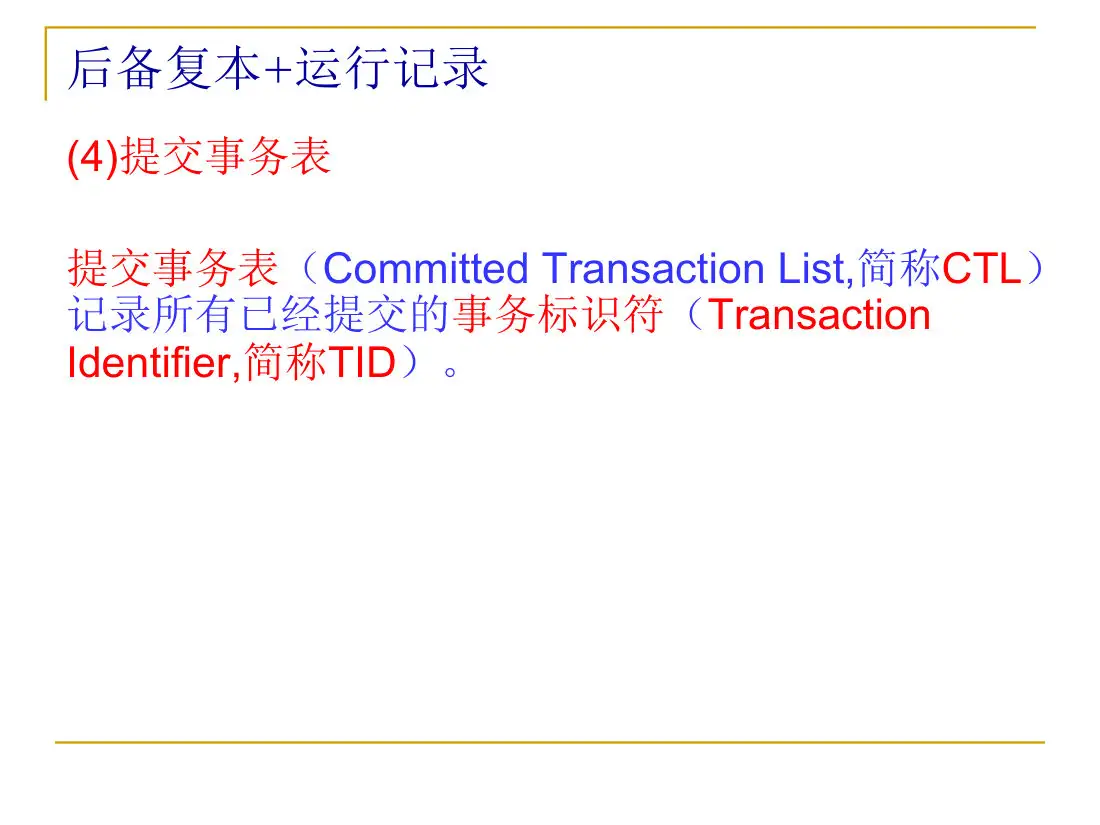 后备复本+运行记录
(4)提交事务表
提交事务表（Committed Transaction List,简称CTL）
记录所有已经提交的事务标识符（Transaction
Identifier,简称TID）。